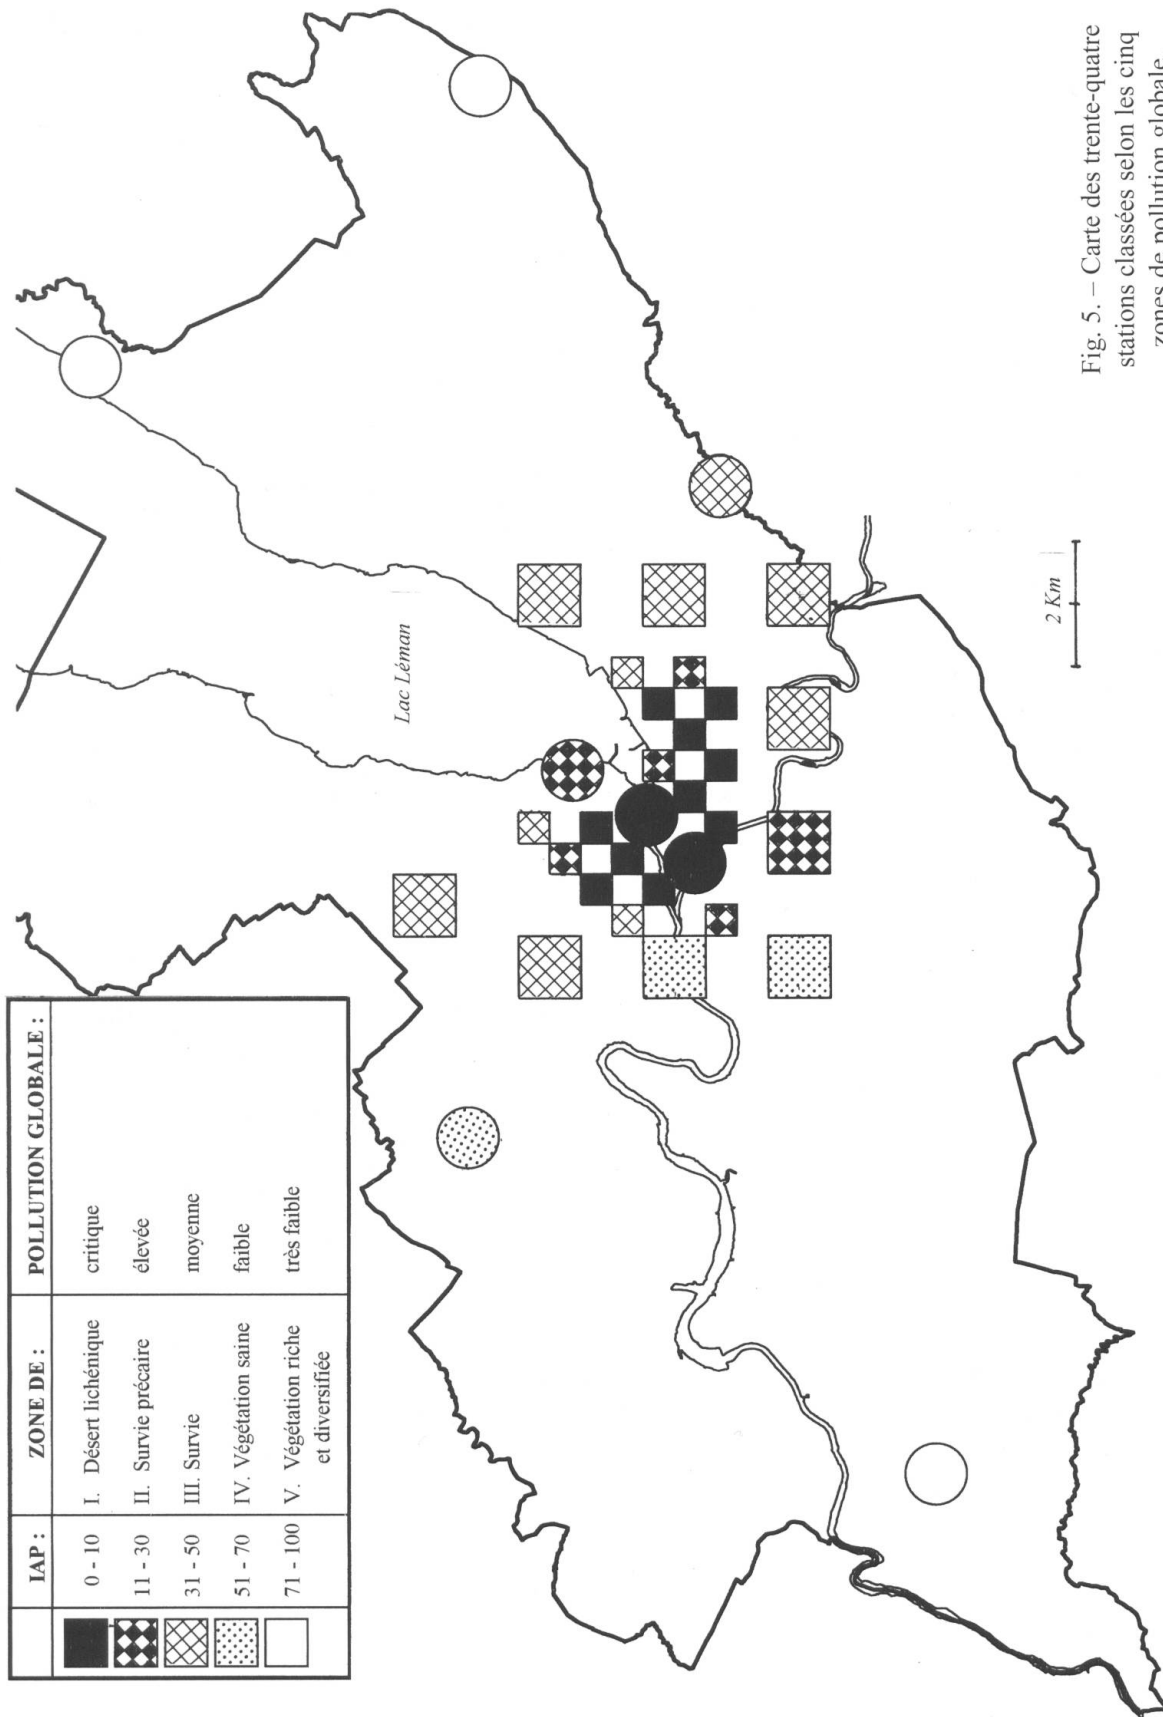 IAP :
ZONE DE :
POLLUTION GLOBALE :
0 - 10
I. Désert lichénique
critique
11 - 30
II. Survie précaire
élevée
31 - 50
III. Survie
moyenne
51 - 70
IV. Végétation saine
faible
71 - 100
V. Végétation riche
et diversifiée
très faible
Lac Léman
2 Km
Fig. 5. – Carte des trente-quatre
stations classées selon les cinq
zones de pollution globale